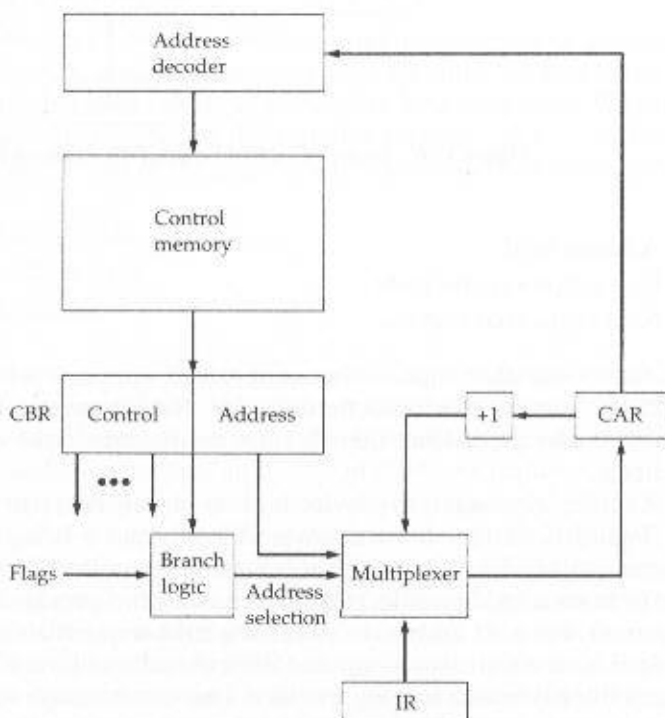 Address
decoder
Control
memory
CBR Control Address
+1
CAR
Flags
Branch
logic
Address
selection
Multiplexer
IR